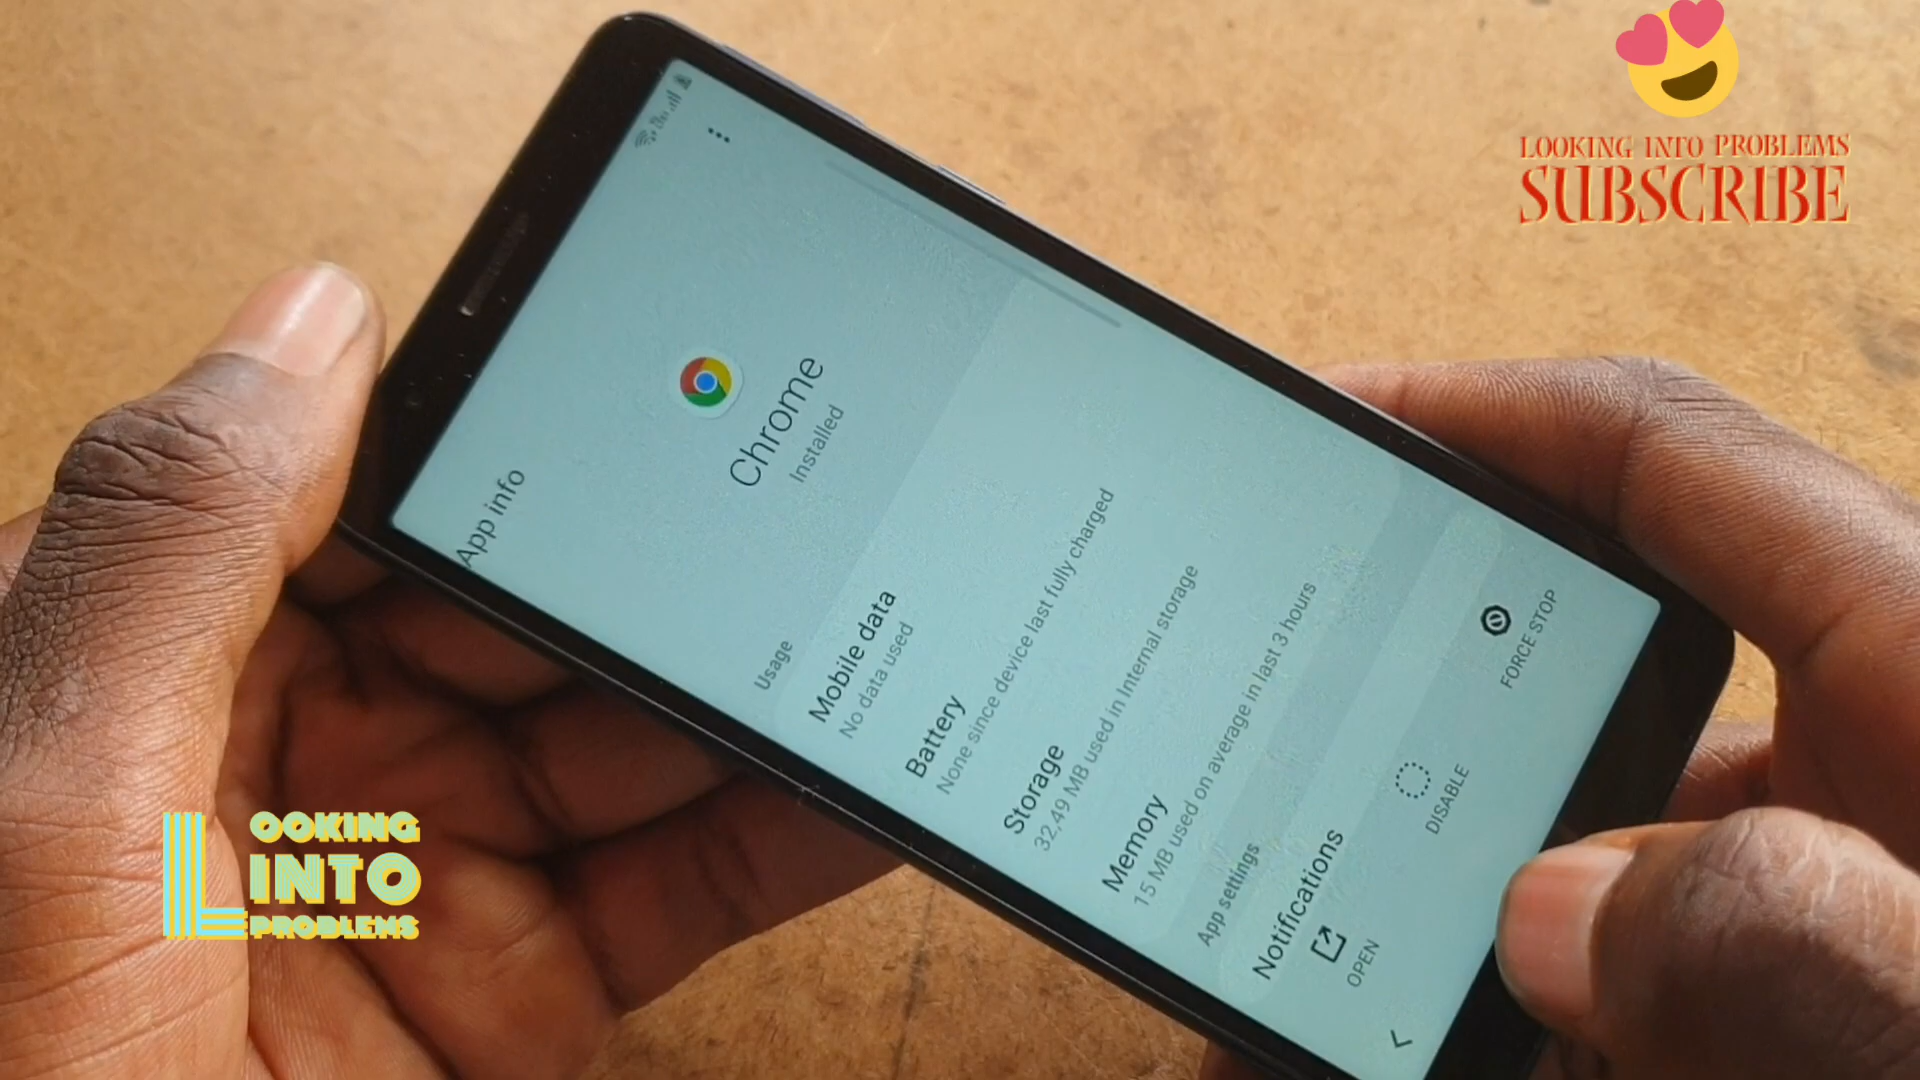 LOOKING INTO PROBLEMS
SUBSCRIBE
App info
Chrome
Installed
Usage
Mobile data
No data used
Battery
None since device last fully charged
Storage
32,49 MB used in Internal storage
Memory
15 MB used on average in last 3 hours
App settings
Notifications
OPEN
DISABLE
FORCE STOP
LOOKING
INTO
PROBLEMS